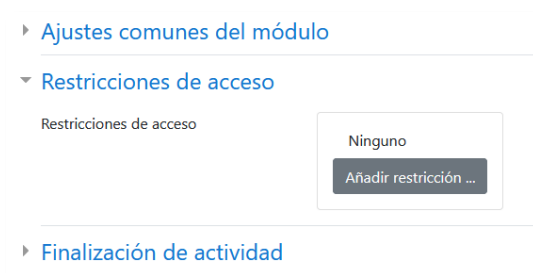 Ajustes comunes del módulo
Restricciones de acceso
Restricciones de acceso
Ninguno
Añadir restricción ...
Finalización de actividad